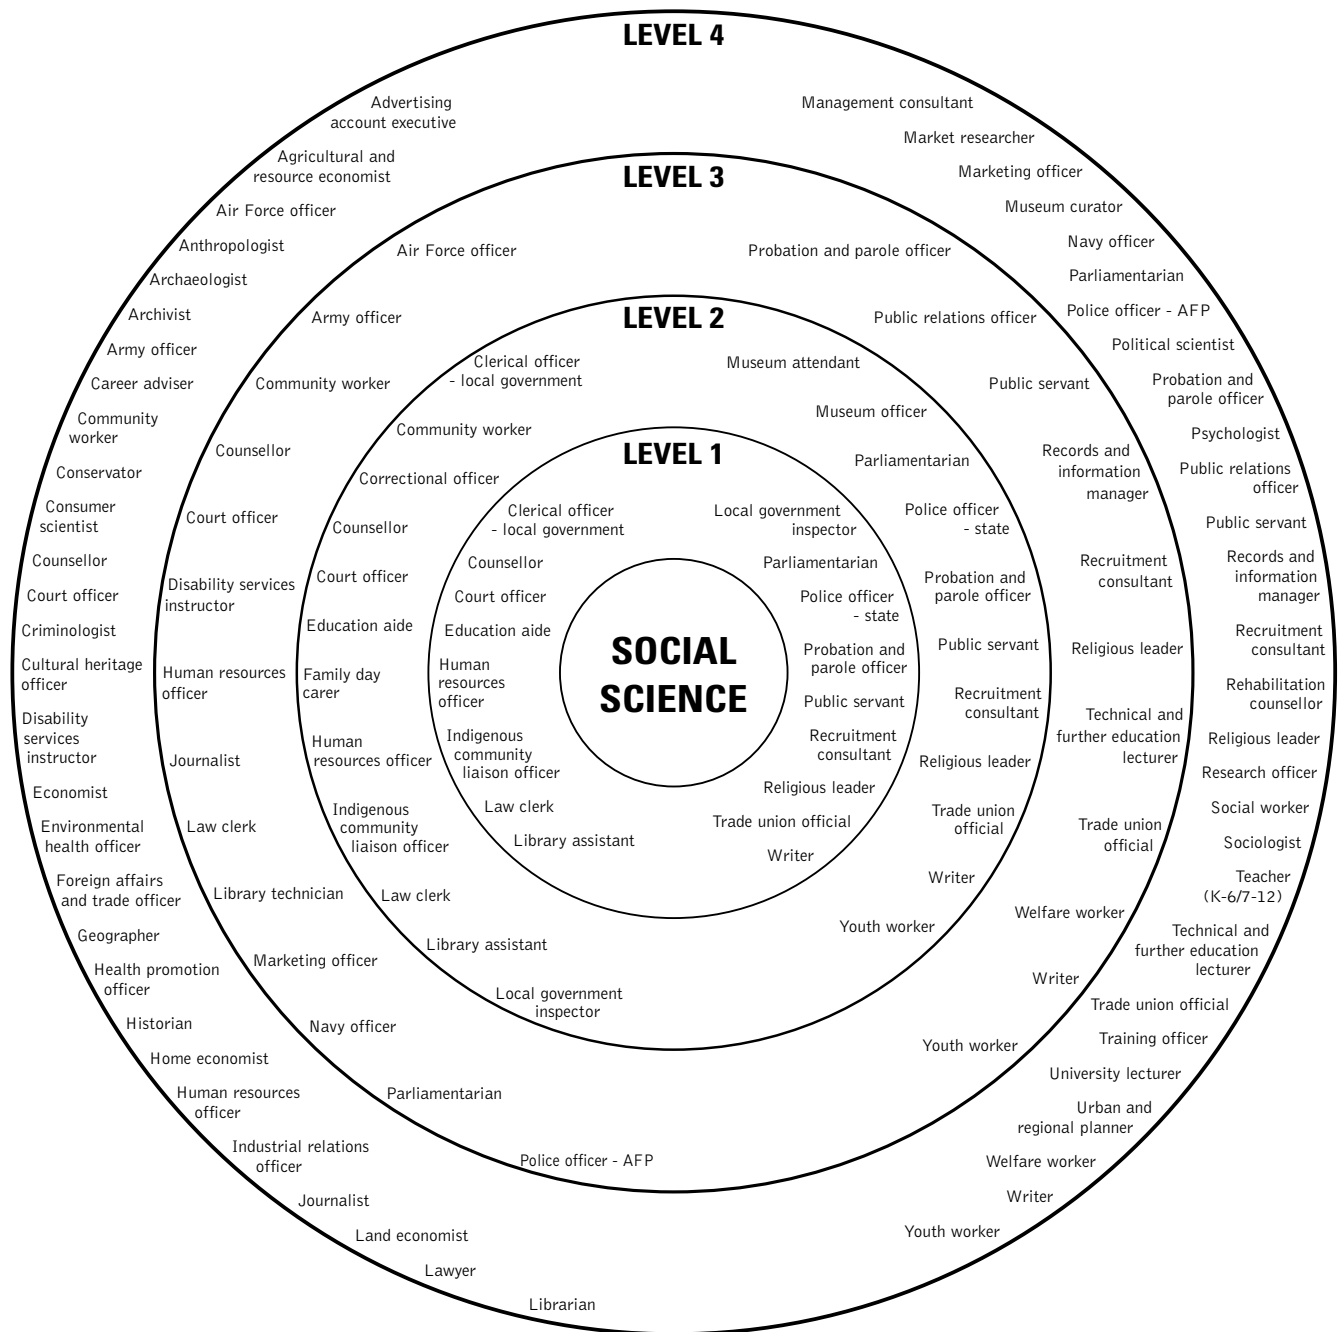 LEVEL 4
Advertising
account executive
Agricultural and
resource economist
Air Force officer
Anthropologist
Archaeologist
Archivist
Army officer
Career adviser
Community
worker
Conservator
Consumer
scientist
Counsellor
Court officer
Criminologist
Cultural heritage
officer
Disability
services
instructor
Economist
Environmental
health officer
Foreign affairs
and trade officer
Geographer
Health promotion
officer
Historian
Home economist
Human resources
officer
Industrial relations
officer
Journalist
Land economist
Lawyer
Librarian
Management consultant
Market researcher
Marketing officer
Museum curator
Navy officer
Parliamentarian
Police officer - AFP
Political scientist
Probation and
parole officer
Psychologist
Public relations
officer
Public servant
Records and
information
manager
Recruitment
consultant
Rehabilitation
counsellor
Religious leader
Research officer
Social worker
Sociologist
Teacher
(K-6/7-12)
Technical and
further education
lecturer
Trade union official
Training officer
University lecturer
Urban and
regional planner
Welfare worker
Writer
Youth worker
LEVEL 3
Air Force officer
Army officer
Community worker
Counsellor
Court officer
Disability services
instructor
Human resources
officer
Journalist
Law clerk
Library technician
Marketing officer
Navy officer
Parliamentarian
Police officer - AFP
Probation and parole officer
Public relations officer
Public servant
Records and
information
manager
Recruitment
consultant
Religious leader
Technical and
further education
lecturer
Trade union
official
Welfare worker
Writer
Youth worker
LEVEL 2
Clerical officer
- local government
Community worker
Correctional officer
Counsellor
Court officer
Education aide
Family day
carer
Human
resources officer
Indigenous
community
liaison officer
Law clerk
Library assistant
Local government
inspector
Museum attendant
Museum officer
Parliamentarian
Police officer
- state
Probation and
parole officer
Public servant
Recruitment
consultant
Religious leader
Trade union
official
Writer
Youth worker
LEVEL 1
Clerical officer
- local government
Counsellor
Court officer
Education aide
Human
resources
officer
Indigenous
community
liaison officer
Law clerk
Library assistant
Local government
inspector
Parliamentarian
Police officer
- state
Probation and
parole officer
Public servant
Recruitment
consultant
Religious leader
Trade union official
Writer
SOCIAL
SCIENCE